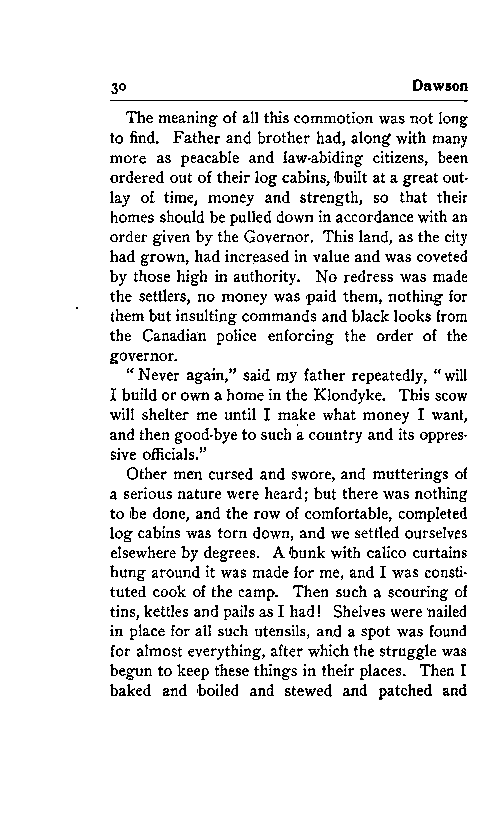 30 Dawson
The meaning of all this commotion was not long
to find. Father and brother had, along with many
more as peacable and law-abiding citizens, been
ordered out of their log cabins, built at a great out-
lay of time, money and strength, so that their
homes should be pulled down in accordance with an
order given by the Governor. This land, as the city
had grown, had increased in value and was coveted
by those high in authority. No redress was made
the settlers, no money was paid them, nothing for
them but insulting commands and black looks from
the Canadian police enforcing the order of the
governor.
“Never again,” said my father repeatedly, “will
I build or own a home in the Klondyke. This scow
will shelter me until I make what money I want,
and then good-bye to such a country and its oppres-
sive officials.”
Other men cursed and swore, and mutterings of
a serious nature were heard; but there was nothing
to be done, and the row of comfortable, completed
log cabins was torn down, and we settled ourselves
elsewhere by degrees. A bunk with calico curtains
hung around it was made for me, and I was consti-
tuted cook of the camp. Then such a scouring of
tins, kettles and pails as I had! Shelves were nailed
in place for all such utensils, and a spot was found
for almost everything, after which the struggle was
begun to keep these things in their places. Then I
baked and boiled and stewed and patched and